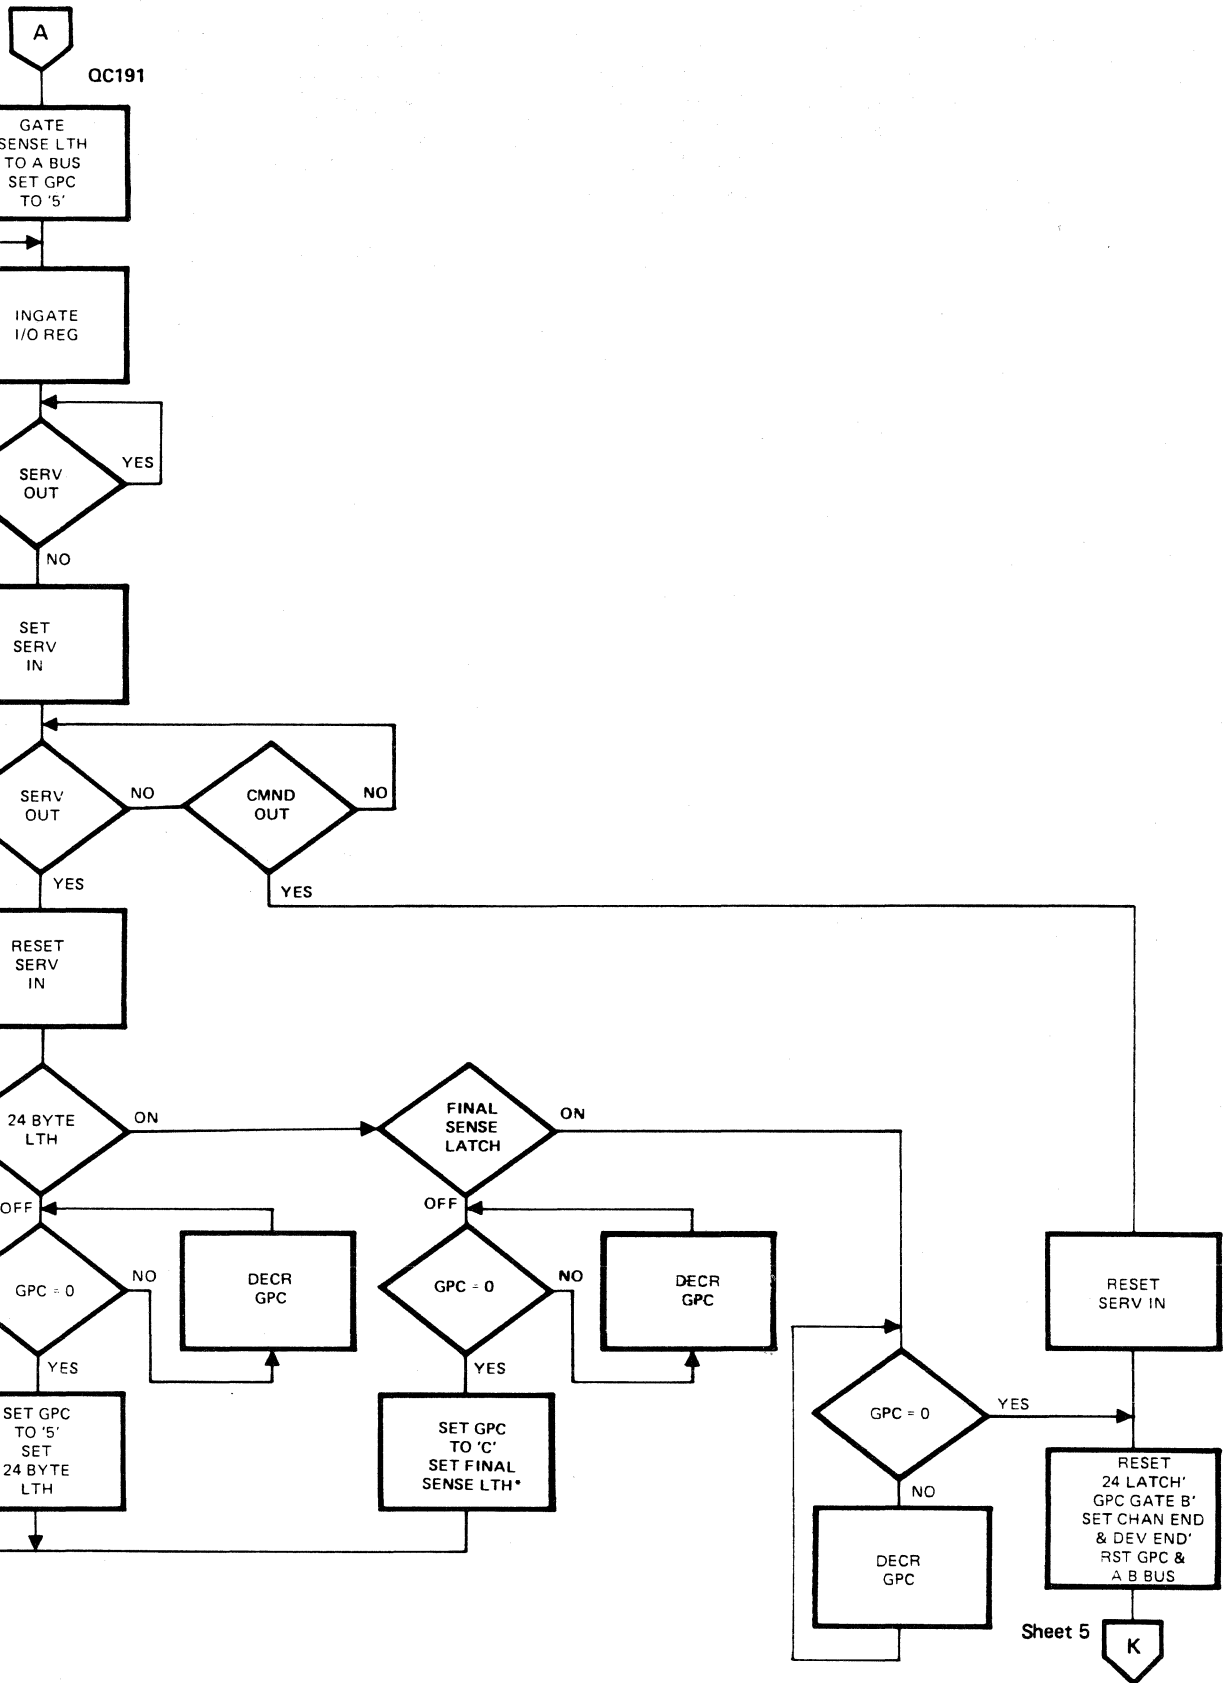 A
QC191
GATE
SENSE LTH
TO A BUS
SET GPC
TO '5'
INGATE
I/O REG
SERV
OUT
YES
NO
SET
SERV
IN
SERV
OUT
NO
CMND
OUT
NO
YES
YES
RESET
SERV
IN
24 BYTE
LTH
ON
FINAL
SENSE
LATCH
ON
OFF
OFF
GPC = 0
NO
DECR
GPC
GPC = 0
NO
DECR
GPC
RESET
SERV IN
YES
YES
SET GPC
TO '5'
SET
24 BYTE
LTH
SET GPC
TO 'C'
SET FINAL
SENSE LTH*
GPC = 0
YES
NO
DECR
GPC
RESET
24 LATCH'
GPC GATE B'
SET CHAN END
& DEV END'
RST GPC &
A B BUS
Sheet 5
K